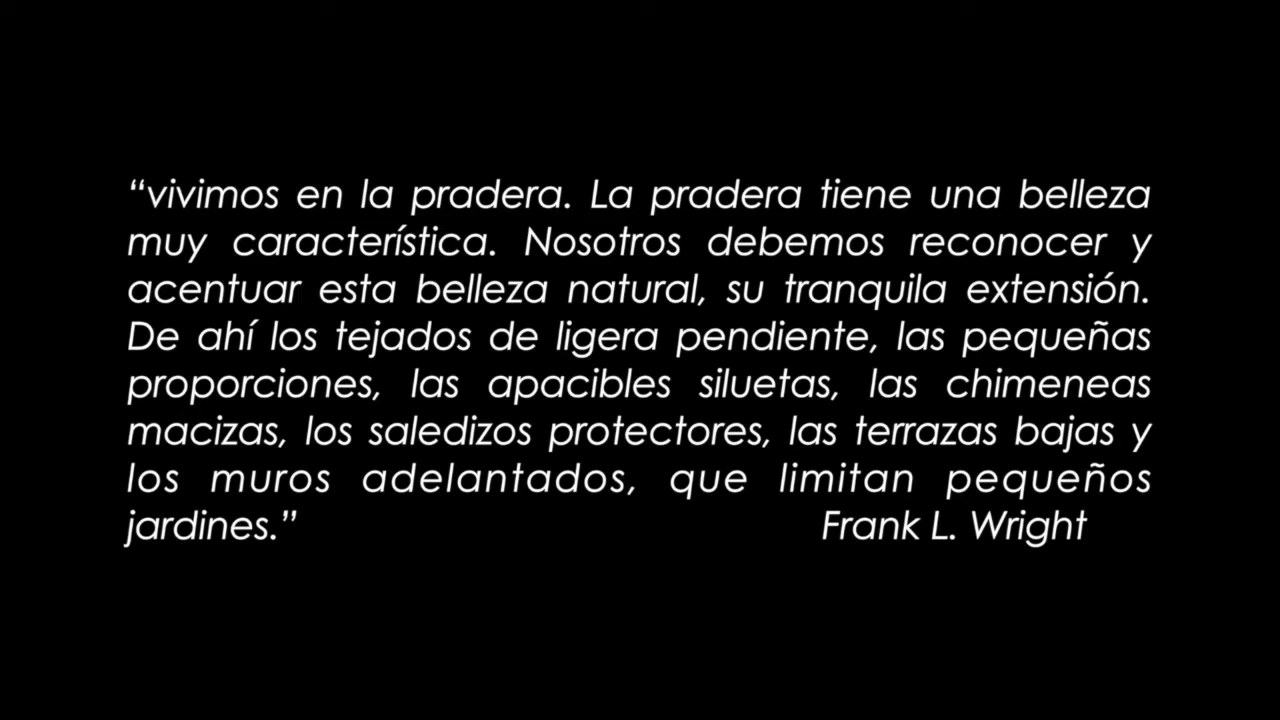 “vivimos en la pradera. La pradera tiene una belleza
muy característica. Nosotros debemos reconocer y
acentuar esta belleza natural, su tranquila extensión.
De ahí los tejados de ligera pendiente, las pequeñas
proporciones, las apacibles siluetas, las chimeneas
macizas, los saledizos protectores, las terrazas bajas y
los muros adelantados, que limitan pequeños
jardines.” Frank L. Wright